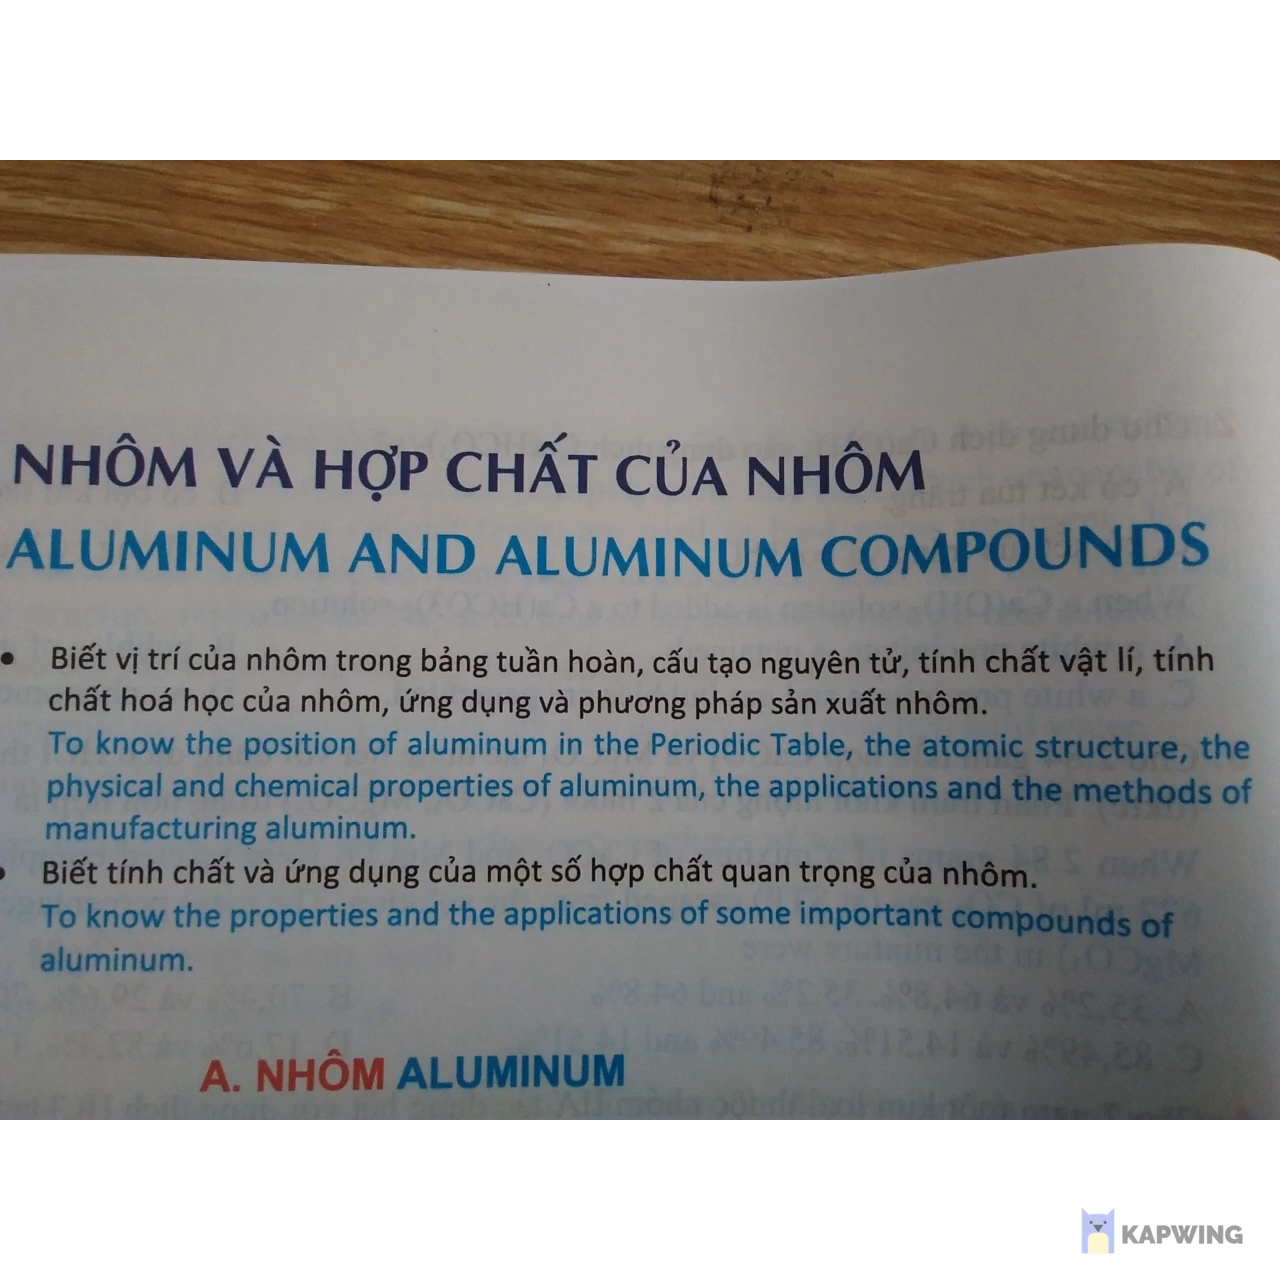 NHÔM VÀ HỢP CHẤT CỦA NHÔM
ALUMINUM AND ALUMINUM COMPOUNDS
• Biết vị trí của nhôm trong bảng tuần hoàn, cấu tạo nguyên tử, tính chất vật lí, tính
chất hoá học của nhôm, ứng dụng và phương pháp sản xuất nhôm.
To know the position of aluminum in the Periodic Table, the atomic structure, the
physical and chemical properties of aluminum, the applications and the methods of
manufacturing aluminum.
• Biết tính chất và ứng dụng của một số hợp chất quan trọng của nhôm.
To know the properties and the applications of some important compounds of
aluminum.
A. NHÔM ALUMINUM
KAPWING